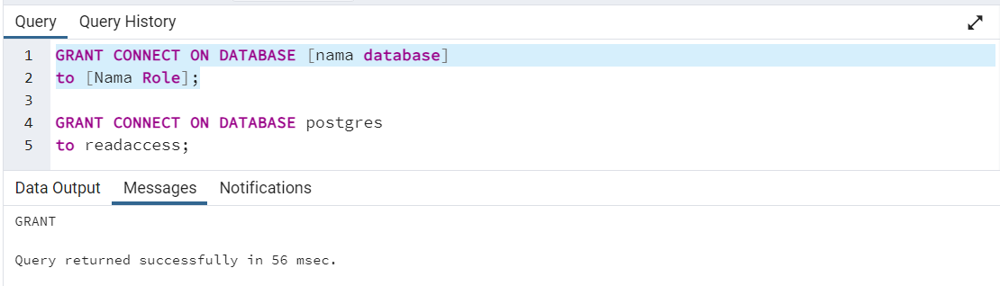 Query Query History
1 GRANT CONNECT ON DATABASE [nama database]
2 to [Nama Role];
3
4 GRANT CONNECT ON DATABASE postgres
5 to readaccess;
Data Output Messages Notifications
GRANT
Query returned successfully in 56 msec.